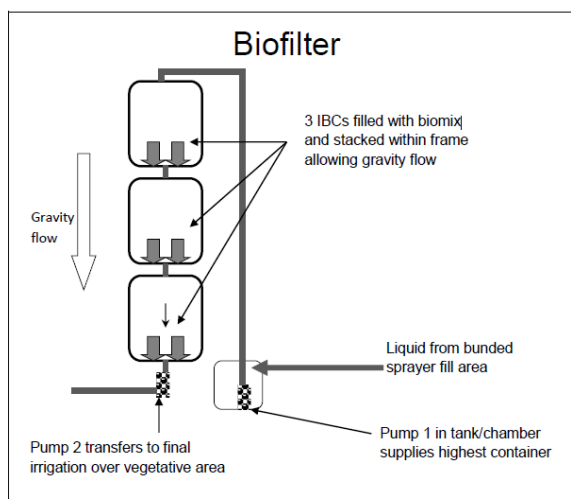 Biofilter
3 IBCs filled with biomix
and stacked within frame
allowing gravity flow
Gravity
flow
Liquid from bunded
sprayer fill area
Pump 2 transfers to final
irrigation over vegetative area
Pump 1 in tank/chamber
supplies highest container